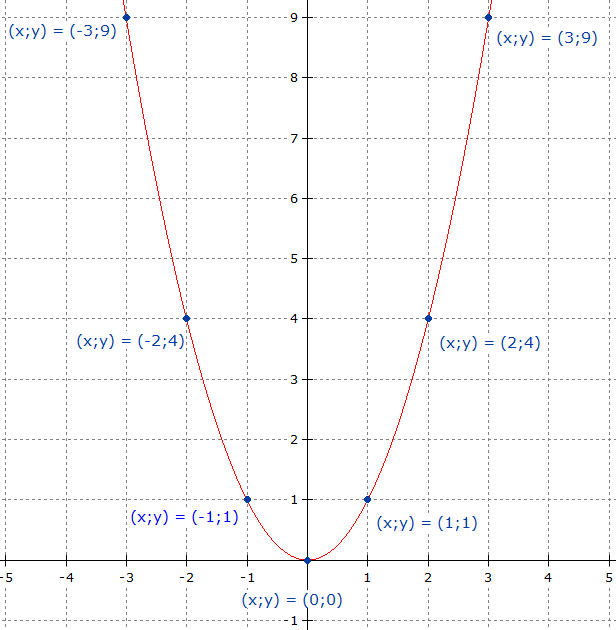 9
(x;y) = (-3;9)
(x;y) = (3;9)
8
7
6
5
4
(x;y) = (-2;4)
(x;y) = (2;4)
3
2
1
(x;y) = (-1;1)
(x;y) = (1;1)
-5 -4 -3 -2 -1 1 2 3 4 5
(x;y) = (0;0)
-1